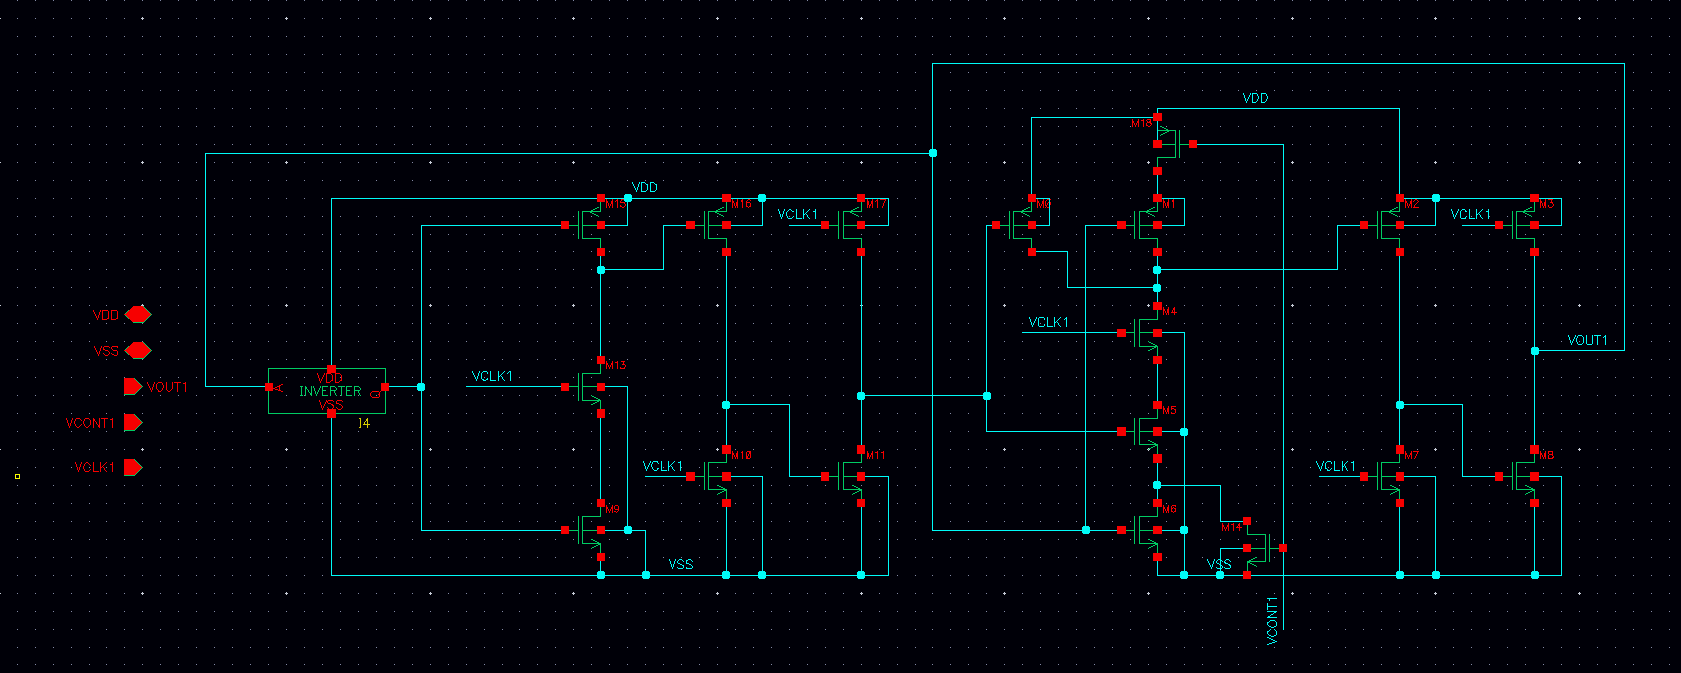 VDD
M18
VDD
M15
M16
VCLK1
M17
M0
M1
M2
VCLK1
M3
VDD
VSS
VOUT1
VCONT1
VCLK1
A
VDD
INVERTER
Q
VSS
I4
VCLK1
M13
VCLK1
M4
M5
VOUT1
VCLK1
M10
M11
VCLK1
M7
M8
M9
VSS
M6
M14
VSS
VCONT1